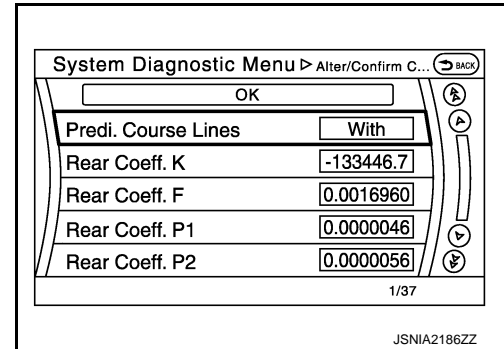 System Diagnostic Menu ▷ Alter/Confirm C... BACK
OK
Predi. Course Lines With
Rear Coeff. K -133446.7
Rear Coeff. F 0.0016960
Rear Coeff. P1 0.0000046
Rear Coeff. P2 0.0000056
1/37
JSNIA2186ZZ